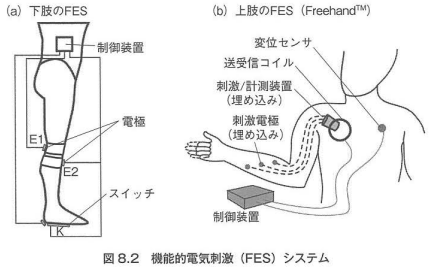 (a) 下肢のFES
制御装置
E1
電極
E2
スイッチ
K
(b) 上肢のFES(Freehand™)
変位センサ
送受信コイル
刺激/計測装置
(埋め込み)
刺激電極
(埋め込み)
制御装置
図 8.2 機能的電気刺激(FES)システム